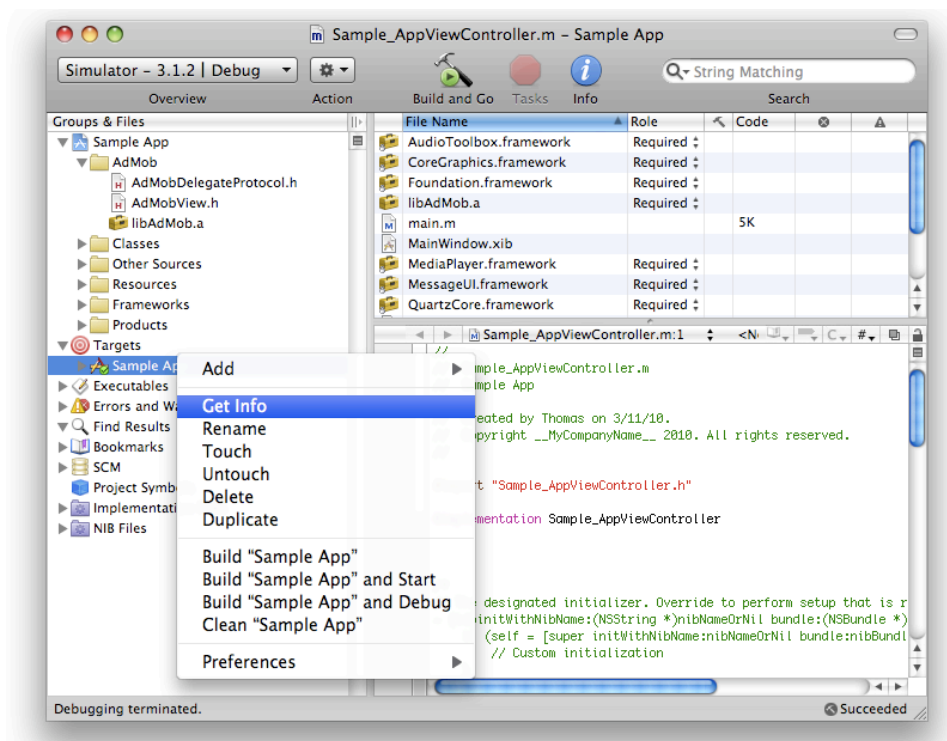 Sample_AppViewController.m – Sample App
Simulator – 3.1.2 | Debug
String Matching
Overview
Action
Build and Go
Tasks
Info
Search
Groups & Files
Sample App
AdMob
AdMobDelegateProtocol.h
AdMobView.h
libAdMob.a
Classes
Other Sources
Resources
Frameworks
Products
Targets
Sample Ap
Executables
Errors and Wa
Find Results
Bookmarks
SCM
Project Symb
Implementati
NIB Files
File Name Role Code
AudioToolbox.framework Required
CoreGraphics.framework Required
Foundation.framework Required
libAdMob.a Required
main.m 5K
MainWindow.xib
MediaPlayer.framework Required
MessageUI.framework Required
QuartzCore.framework Required
Sample_AppViewController.m:1 <N C #
//
mple_AppViewController.m
mple App
eated by Thomas on 3/11/10.
pyright __MyCompanyName__ 2010. All rights reserved.
t "Sample_AppViewController.h"
mentation Sample_AppViewController
designated initializer. Override to perform setup that is r
initWithNibName:(NSString *)nibNameOrNil bundle:(NSBundle *)
(self = [super initWithNibName:nibNameOrNil bundle:nibBundl
// Custom initialization
Add
Get Info
Rename
Touch
Untouch
Delete
Duplicate
Build “Sample App”
Build “Sample App” and Start
Build “Sample App” and Debug
Clean “Sample App”
Preferences
Debugging terminated.
Succeeded